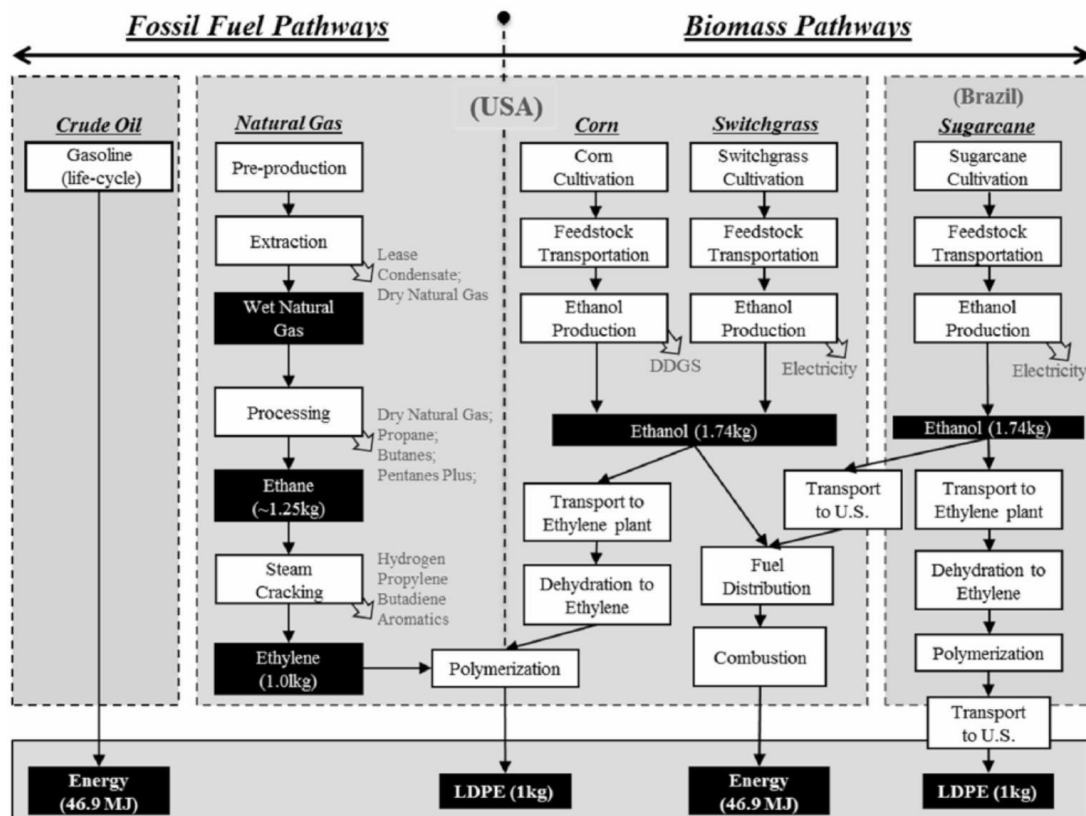 Fossil Fuel Pathways
Biomass Pathways
(USA)
(Brazil)
Crude Oil
Gasoline
(life-cycle)
Energy
(46.9 MJ)
Natural Gas
Pre-production
Extraction
Lease
Condensate;
Dry Natural Gas
Wet Natural
Gas
Processing
Dry Natural Gas;
Propane;
Butanes;
Pentanes Plus;
Ethane
(~1.25kg)
Steam
Cracking
Hydrogen
Propylene
Butadiene
Aromatics
Ethylene
(1.01kg)
Polymerization
LDPE (1kg)
Corn
Corn
Cultivation
Feedstock
Transportation
Ethanol
Production
DDGS
Switchgrass
Switchgrass
Cultivation
Feedstock
Transportation
Ethanol
Production
Electricity
Ethanol (1.74kg)
Transport to
Ethylene plant
Dehydration to
Ethylene
Transport
to U.S.
Fuel
Distribution
Combustion
Energy
(46.9 MJ)
Sugarcane
Sugarcane
Cultivation
Feedstock
Transportation
Ethanol
Production
Electricity
Ethanol (1.74kg)
Transport to
Ethylene plant
Dehydration to
Ethylene
Polymerization
Transport
to U.S.
LDPE (1kg)